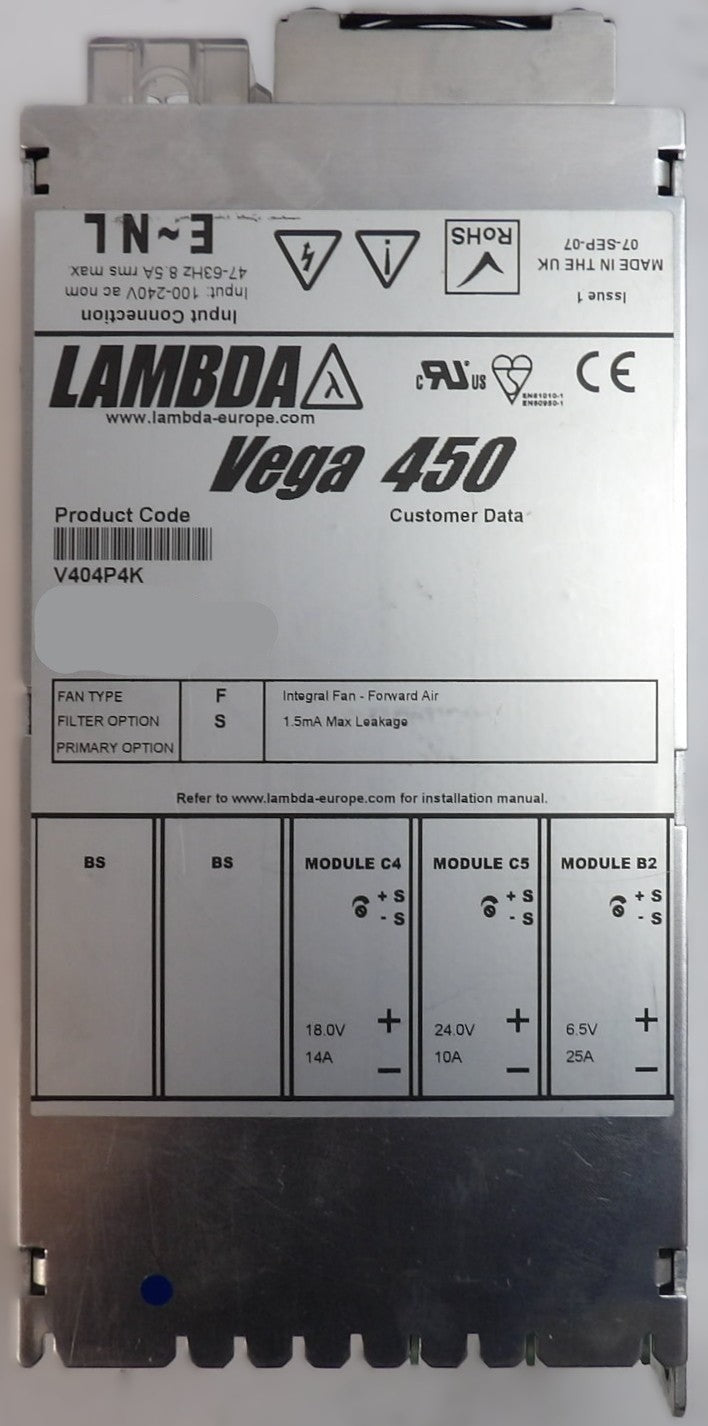 E~NL
47-63Hz 8.5A rms max.
Input: 100-240V ac nom
Input Connection
RoHS
MADE IN THE UK
07-SEP-07
Issue 1
LAMBDA λ
www.lambda-europe.com
c RU US
EN61010-1
EN60950-1
CE
Vega 450
Product Code
Customer Data
V404P4K
FAN TYPE F Integral Fan - Forward Air
FILTER OPTION S 1.5mA Max Leakage
PRIMARY OPTION
Refer to www.lambda-europe.com for installation manual.
BS BS MODULE C4 MODULE C5 MODULE B2
+ S + S + S
- S - S - S
18.0V + 24.0V + 6.5V +
14A − 10A − 25A −